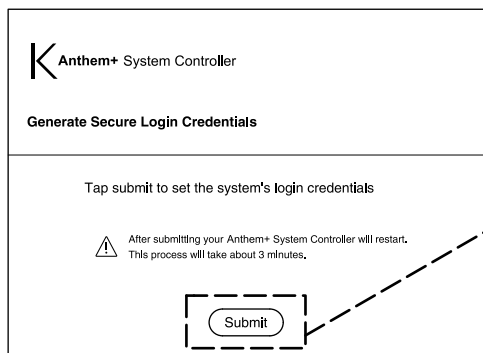 K Anthem+ System Controller
Generate Secure Login Credentials
Tap submit to set the system's login credentials
After submitting your Anthem+ System Controller will restart.
This process will take about 3 minutes.
Submit